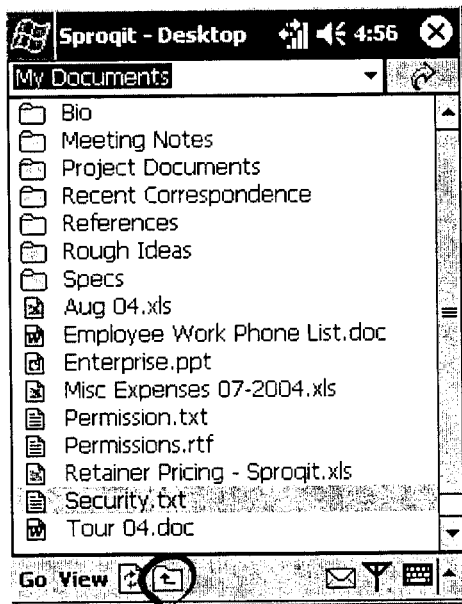 Sproqit - Desktop 4:56
My Documents
Bio
Meeting Notes
Project Documents
Recent Correspondence
References
Rough Ideas
Specs
Aug 04.xls
Employee Work Phone List.doc
Enterprise.ppt
Misc Expenses 07-2004.xls
Permission.txt
Permissions.rtf
Retainer Pricing - Sproqit.xls
Security.txt
Tour 04.doc
Go View